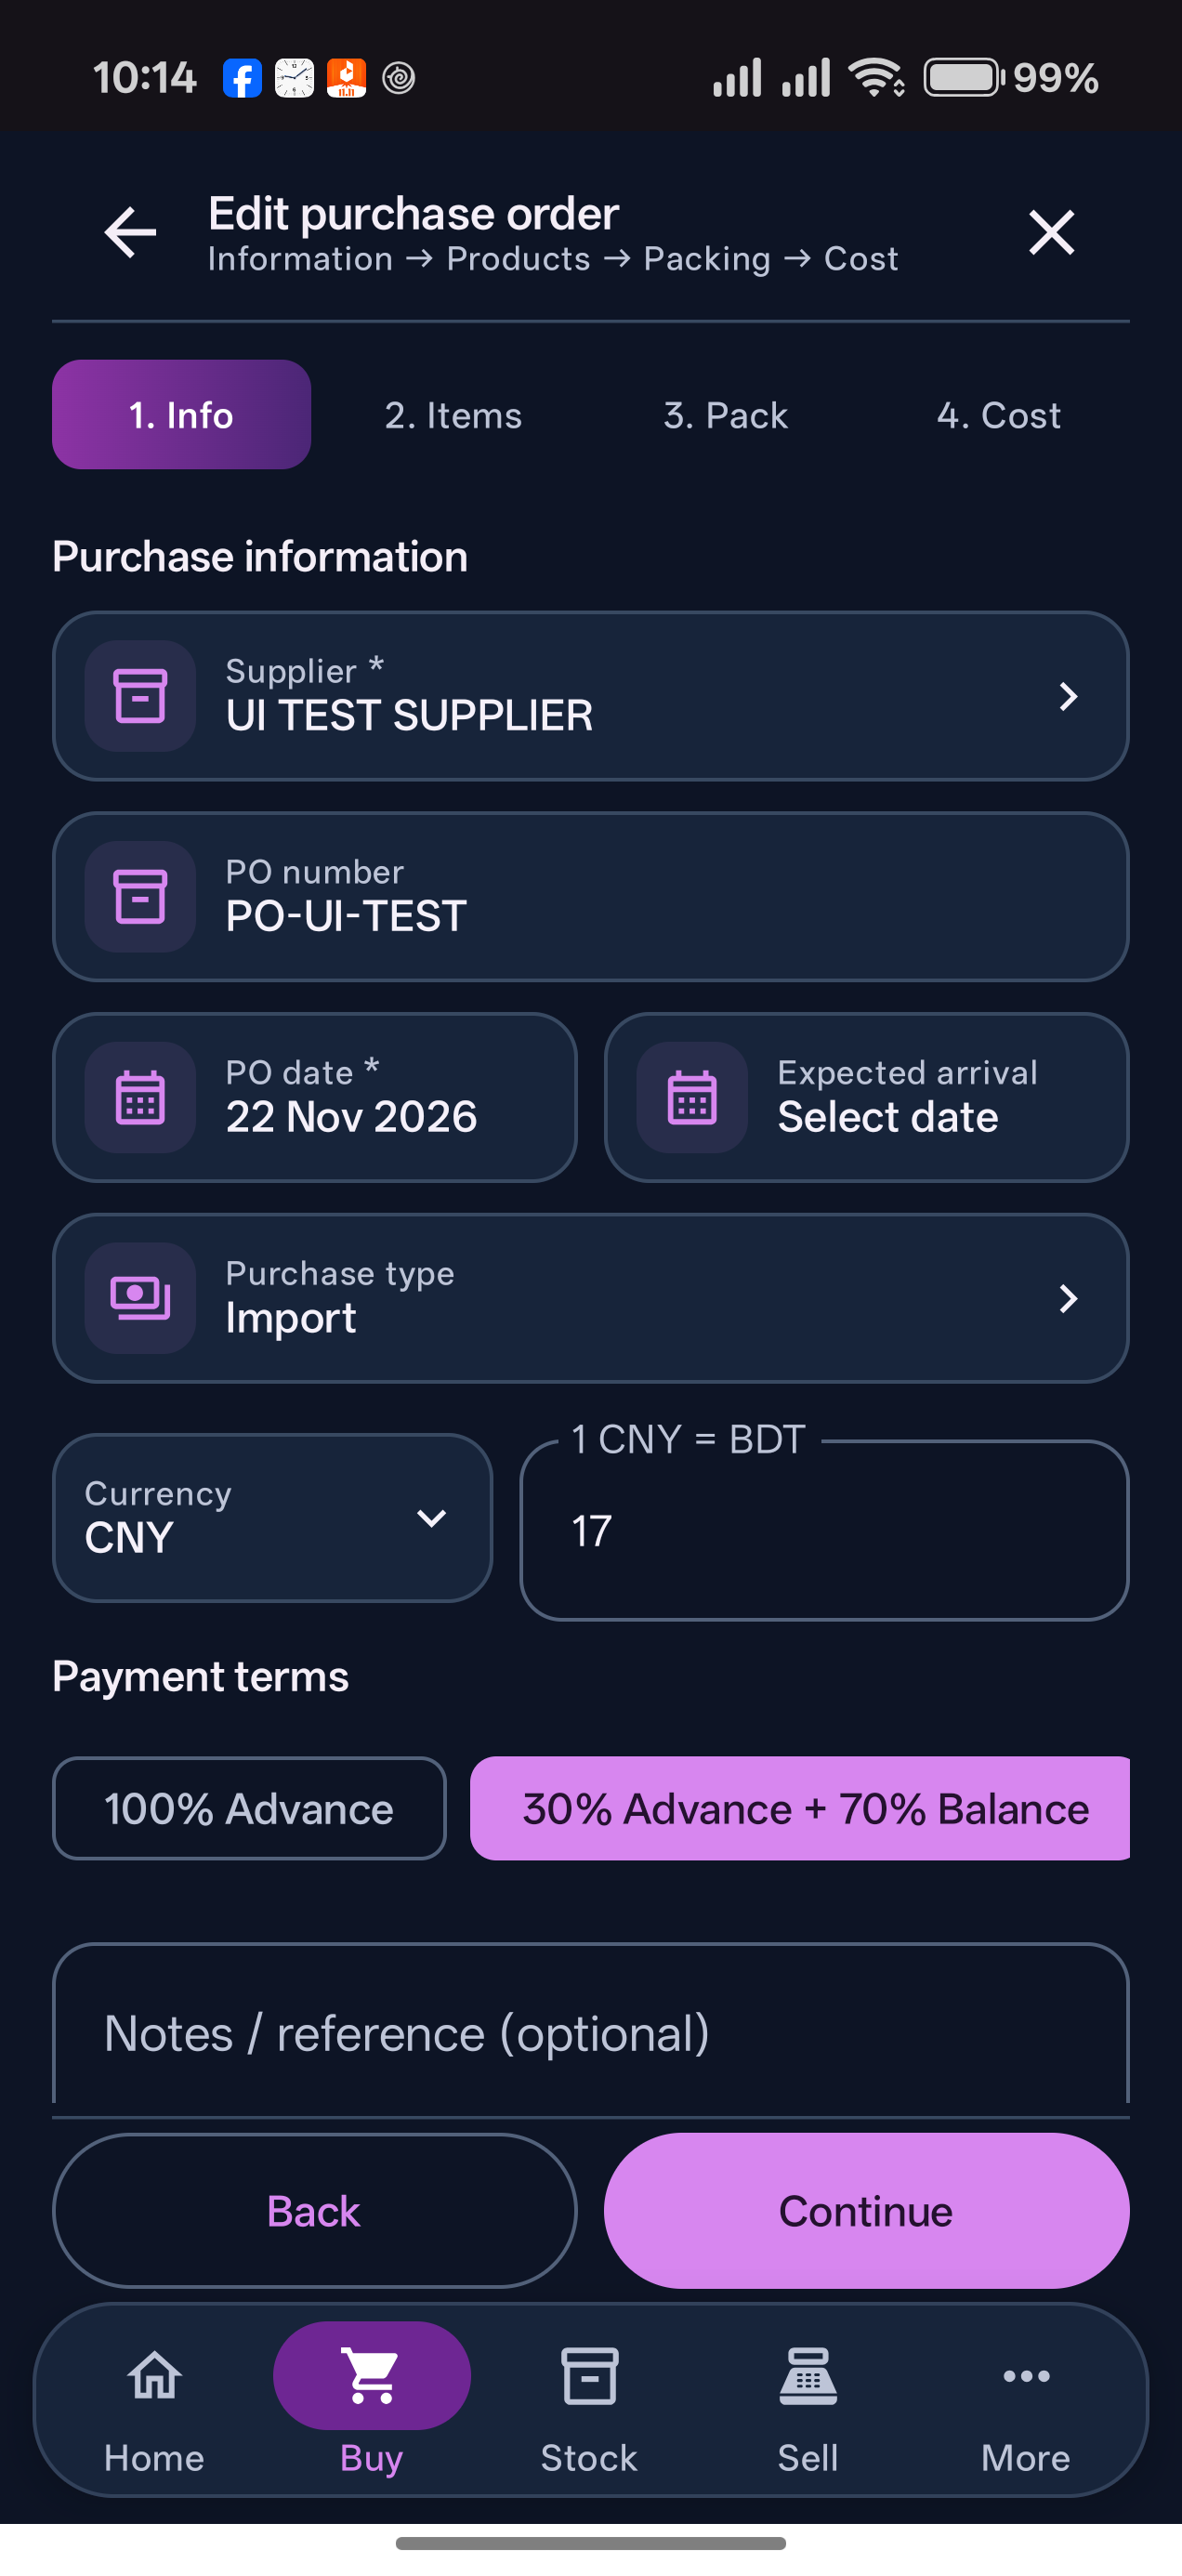 10:14
99%
Edit purchase order
Information → Products → Packing → Cost
1. Info
2. Items
3. Pack
4. Cost
Purchase information
Supplier *
UI TEST SUPPLIER
PO number
PO-UI-TEST
PO date *
22 Nov 2026
Expected arrival
Select date
Purchase type
Import
Currency
CNY
1 CNY = BDT
17
Payment terms
100% Advance
30% Advance + 70% Balance
Notes / reference (optional)
Back
Continue
Home
Buy
Stock
Sell
More